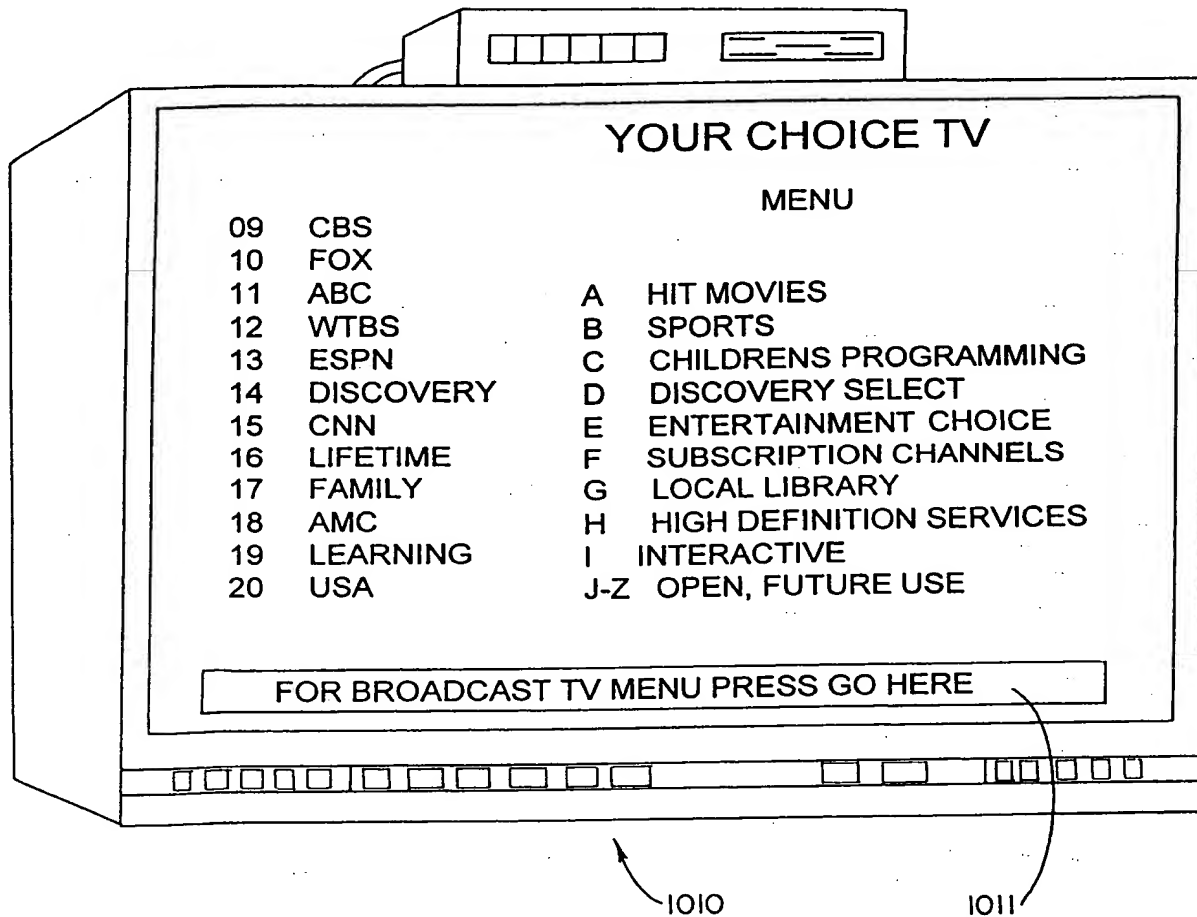 YOUR CHOICE TV
MENU
09 CBS
10 FOX
11 ABC
12 WTBS
13 ESPN
14 DISCOVERY
15 CNN
16 LIFETIME
17 FAMILY
18 AMC
19 LEARNING
20 USA
A HIT MOVIES
B SPORTS
C CHILDRENS PROGRAMMING
D DISCOVERY SELECT
E ENTERTAINMENT CHOICE
F SUBSCRIPTION CHANNELS
G LOCAL LIBRARY
H HIGH DEFINITION SERVICES
I INTERACTIVE
J-Z OPEN, FUTURE USE
FOR BROADCAST TV MENU PRESS GO HERE
1010
1011